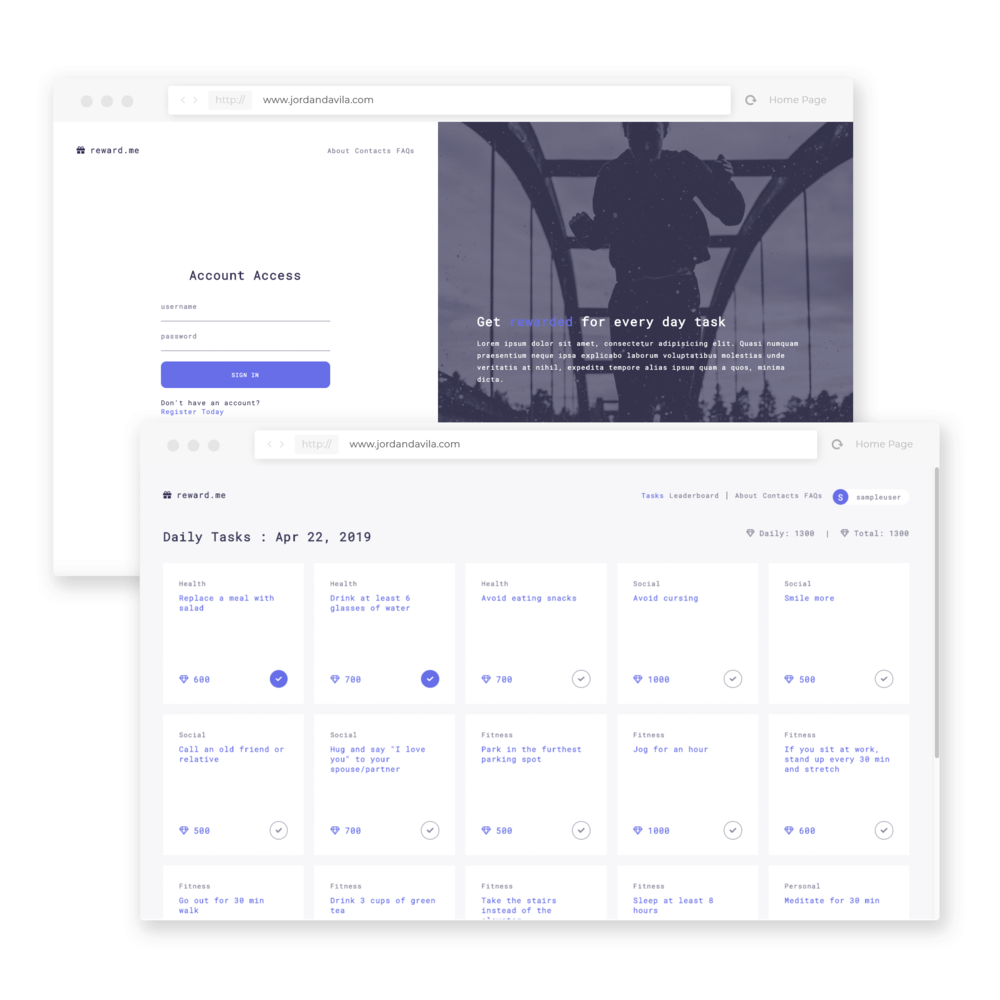 http://
www.jordandavila.com
Home Page
reward.me
About Contacts FAQs
Account Access
username
password
SIGN IN
Don't have an account?
Register Today
Get rewarded for every day task
Lorem ipsum dolor sit amet, consectetur adipisicing elit. Quasi numquam
praesentium neque ipsa explicabo laborum voluptatibus molestias unde
veritatis at nihil, expedita tempore alias ipsum quam a quos, minima
dicta.
http://
www.jordandavila.com
Home Page
reward.me
Tasks Leaderboard | About Contacts FAQs
S
sampleuser
Daily Tasks : Apr 22, 2019
Daily: 1300 | Total: 1300
Health
Replace a meal with
salad
600
Health
Drink at least 6
glasses of water
700
Health
Avoid eating snacks
700
Social
Avoid cursing
1000
Social
Smile more
500
Social
Call an old friend or
relative
500
Social
Hug and say "I love
you" to your
spouse/partner
700
Fitness
Park in the furthest
parking spot
500
Fitness
Jog for an hour
1000
Fitness
If you sit at work,
stand up every 30 min
and stretch
600
Fitness
Go out for 30 min
walk
Fitness
Drink 3 cups of green
tea
Fitness
Take the stairs
instead of the
Fitness
Sleep at least 8
hours
Personal
Meditate for 30 min